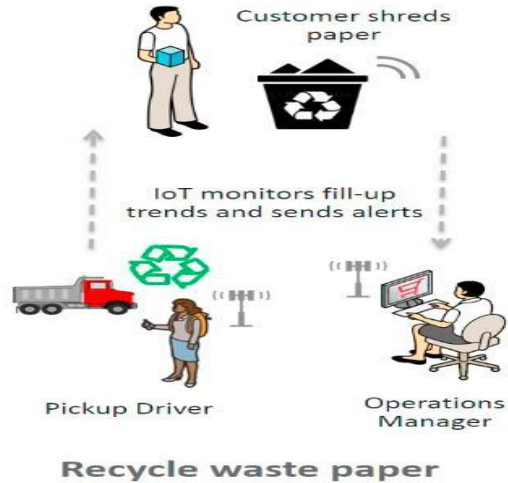 Customer shreds
paper
IoT monitors fill-up
trends and sends alerts
Pickup Driver
Operations
Manager
Recycle waste paper